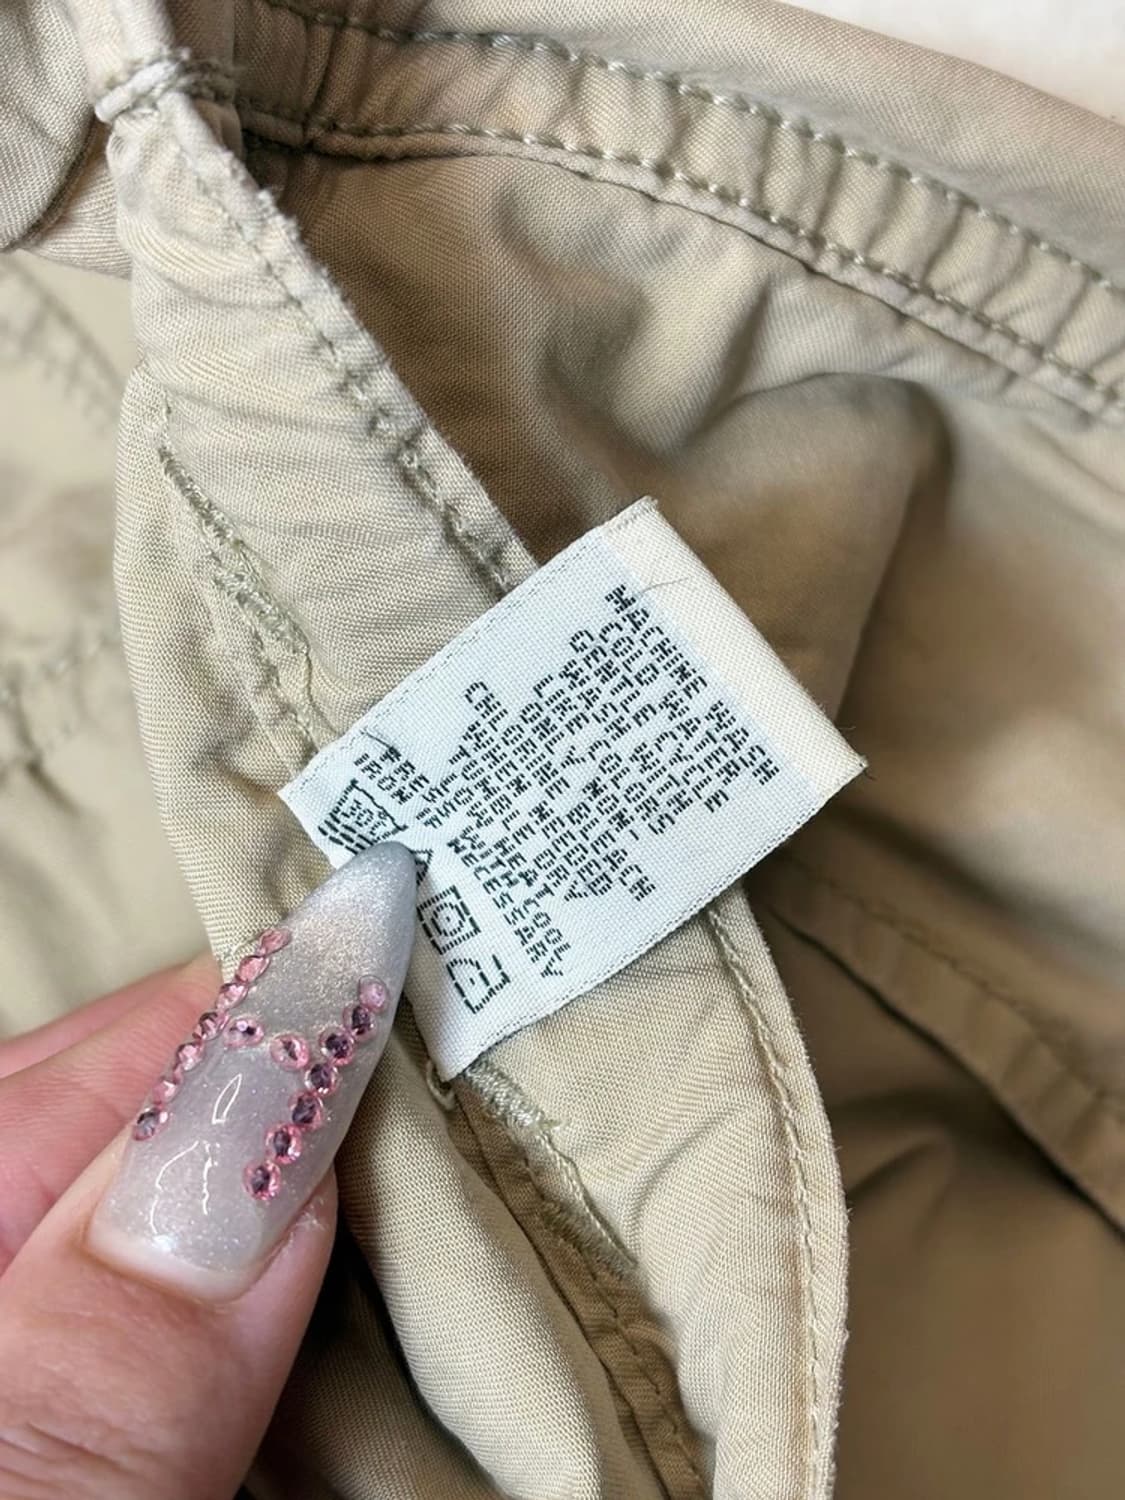 MACHINE WASH
COLD WATER
GENTLE CYCLE
WASH WITH
LIKE COLORS
ONLY NON-
CHLORINE BLEACH
WHEN NEEDED
TUMBLE DRY
LOW HEAT
PRESS WITH COOL
IRON IF NECESSARY
30°